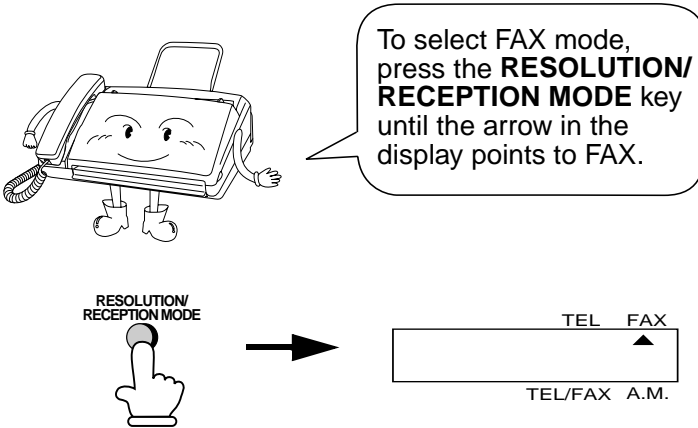 To select FAX mode,
press the RESOLUTION/
RECEPTION MODE key
until the arrow in the
display points to FAX.
RESOLUTION/
RECEPTION MODE
TEL FAX
TEL/FAX A.M.